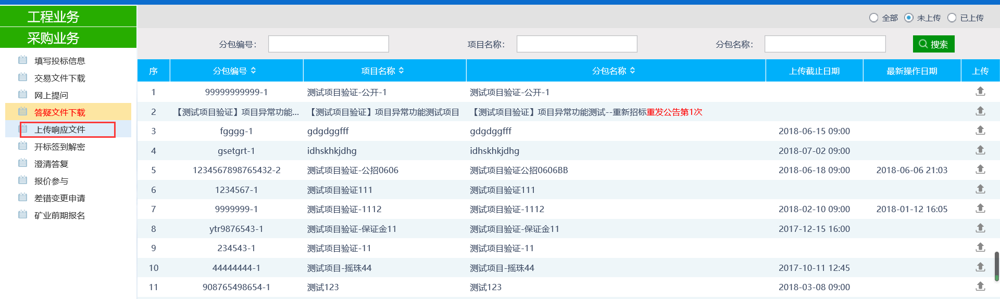 工程业务
采购业务
填写投标信息
交易文件下载
网上提问
答疑文件下载
上传响应文件
开标签到解密
澄清答复
报价参与
差错变更申请
矿业前期报名
全部 未上传 已上传
分包编号： 项目名称： 分包名称： 搜索
序 分包编号 项目名称 分包名称 上传截止日期 最新操作日期 上传
1 99999999999-1 测试项目验证-公开-1 测试项目验证-公开-1
2 【测试项目验证】项目异常功能... 【测试项目验证】项目异常功能测试项目 【测试项目验证】项目异常功能测试--重新招标重发公告第1次
3 fgggg-1 gdgdggfff gdgdggfff 2018-06-15 09:00
4 gsetgrt-1 idhskhkjdhg idhskhkjdhg 2018-07-02 09:00
5 1234567898765432-2 测试项目验证-公招0606 测试项目验证公招0606BB 2018-06-18 09:00 2018-06-06 21:03
6 1234567-1 测试项目验证111 测试项目验证111
7 9999999-1 测试项目验证-1112 测试项目验证-1112 2018-02-10 09:00 2018-01-12 16:05
8 ytr9876543-1 测试项目验证-保证金11 测试项目验证-保证金11 2017-12-15 16:00
9 234543-1 测试项目验证-11 测试项目验证-11
10 44444444-1 测试项目-摇珠44 测试项目-摇珠44 2017-10-11 12:45
11 908765498654-1 测试123 测试123 2018-03-08 09:00